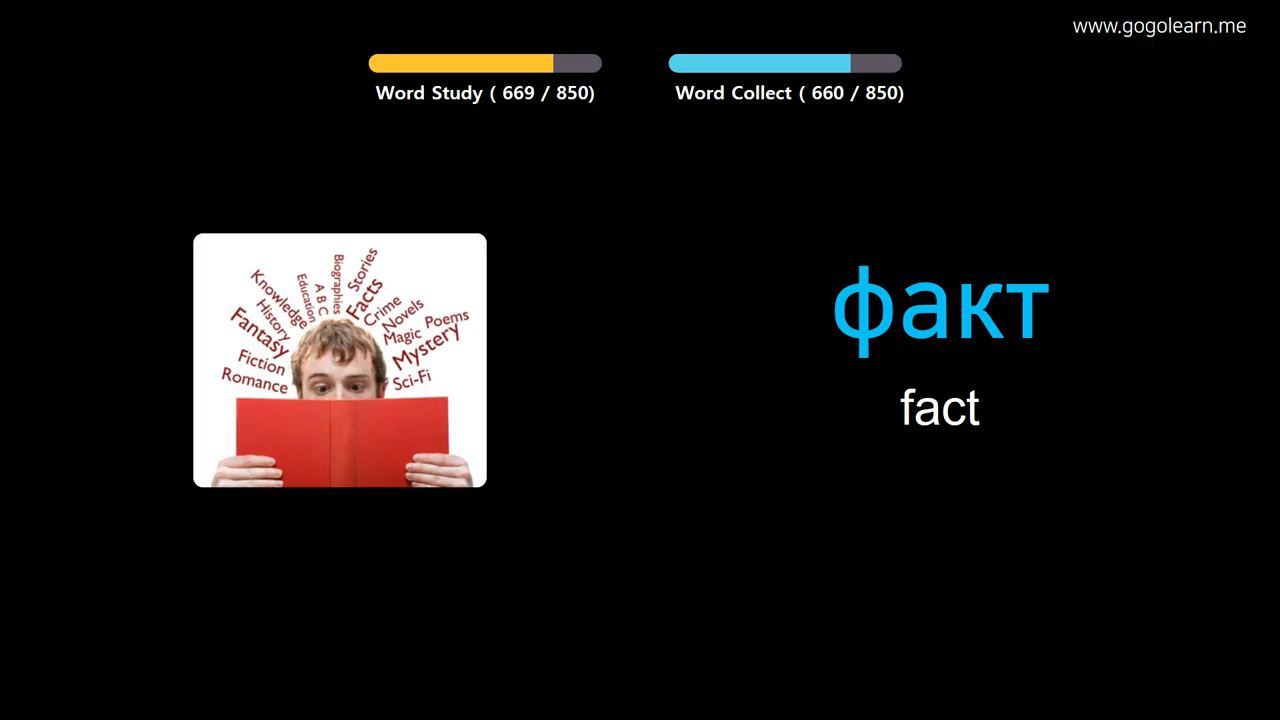 www.gogolearn.me
Word Study ( 669 / 850)
Word Collect ( 660 / 850)
Knowledge
History
Fantasy
Fiction
Romance
Education
A B C
Biographies
Stories
Facts
Crime
Novels
Magic
Poems
Mystery
Sci-Fi
факт
fact